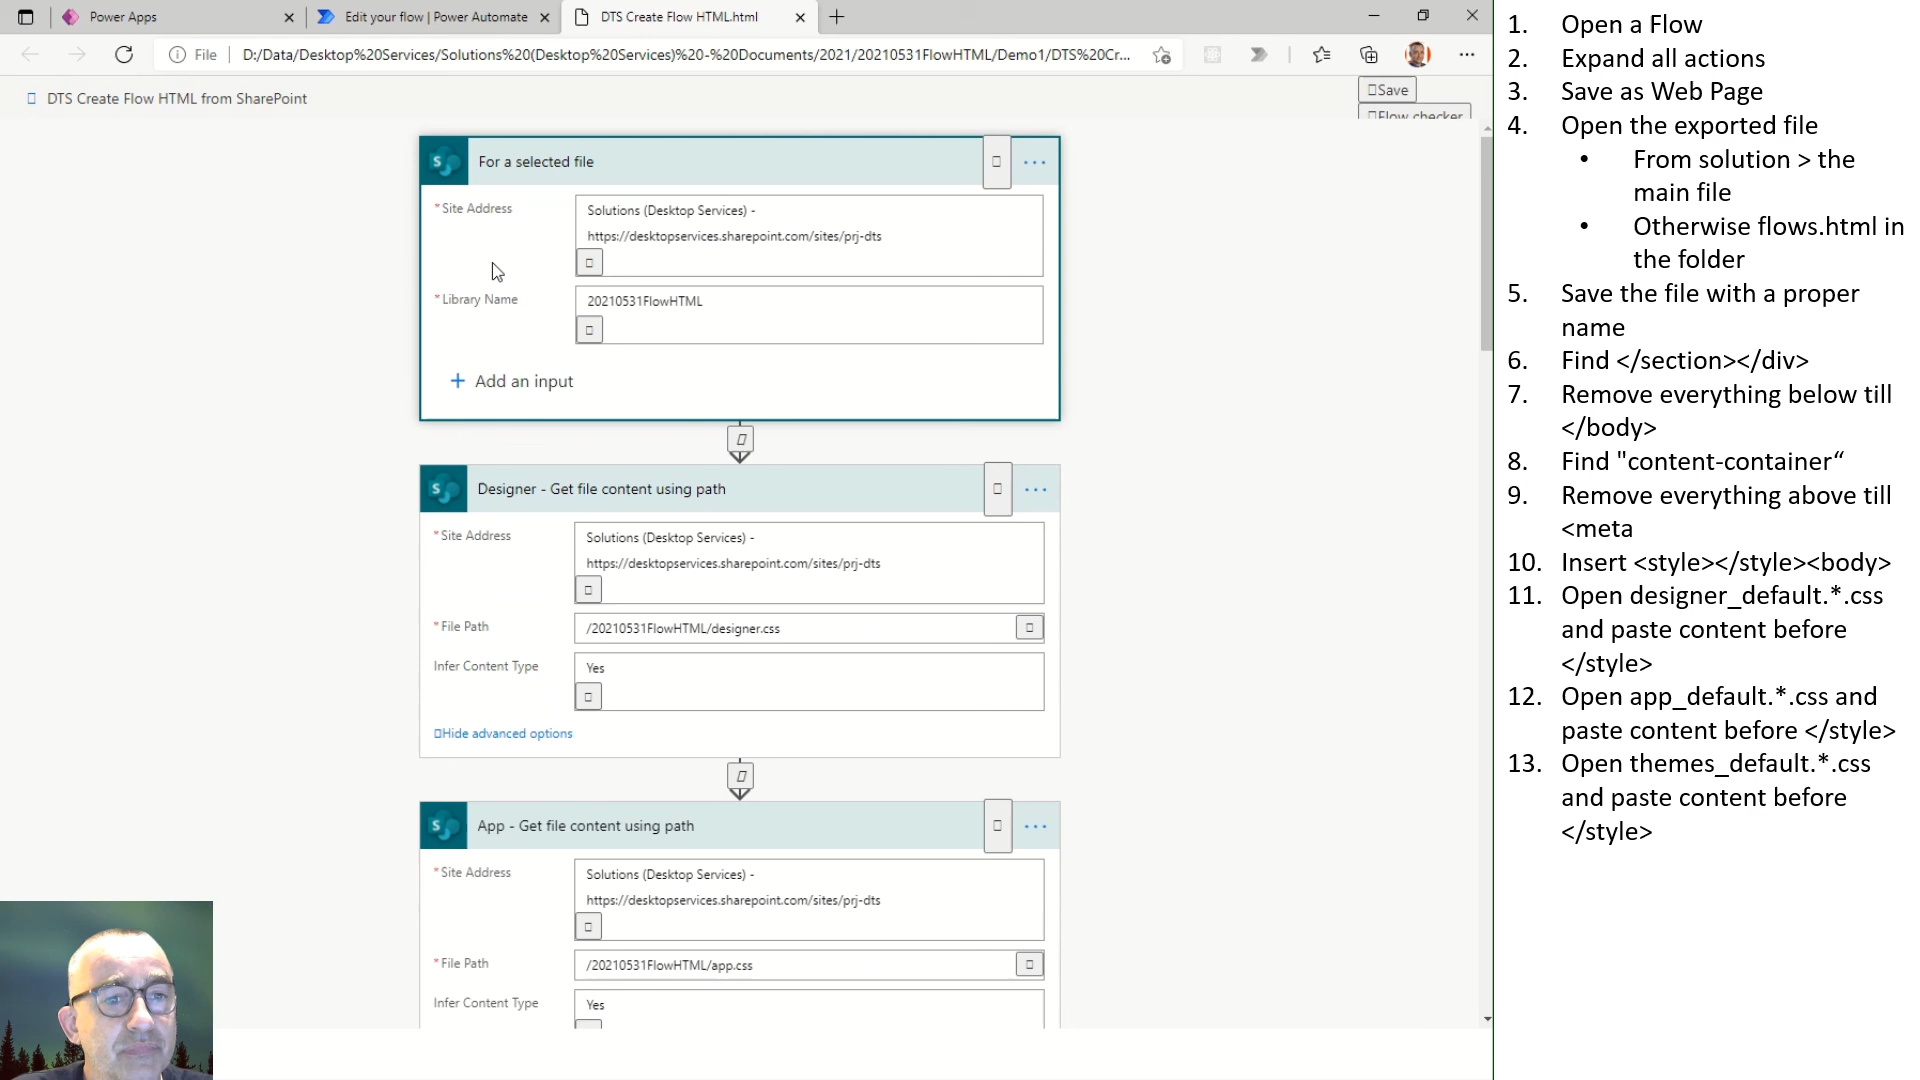 Power Apps
Edit your flow | Power Automate
DTS Create Flow HTML.html
File
D:/Data/Desktop%20Services/Solutions%20(Desktop%20Services)%20-%20Documents/2021/20210531FlowHTML/Demo1/DTS%20Cr...
DTS Create Flow HTML from SharePoint
Save
Flow checker
For a selected file
* Site Address
Solutions (Desktop Services) -
https://desktopservices.sharepoint.com/sites/prj-dts
* Library Name
20210531FlowHTML
+ Add an input
Designer - Get file content using path
* Site Address
Solutions (Desktop Services) -
https://desktopservices.sharepoint.com/sites/prj-dts
* File Path
/20210531FlowHTML/designer.css
Infer Content Type
Yes
Hide advanced options
App - Get file content using path
* Site Address
Solutions (Desktop Services) -
https://desktopservices.sharepoint.com/sites/prj-dts
* File Path
/20210531FlowHTML/app.css
Infer Content Type
Yes
1. Open a Flow
2. Expand all actions
3. Save as Web Page
4. Open the exported file
• From solution > the
main file
• Otherwise flows.html in
the folder
5. Save the file with a proper
name
6. Find </section></div>
7. Remove everything below till
</body>
8. Find "content-container“
9. Remove everything above till
<meta
10. Insert <style></style><body>
11. Open designer_default.*.css
and paste content before
</style>
12. Open app_default.*.css and
paste content before </style>
13. Open themes_default.*.css
and paste content before
</style>